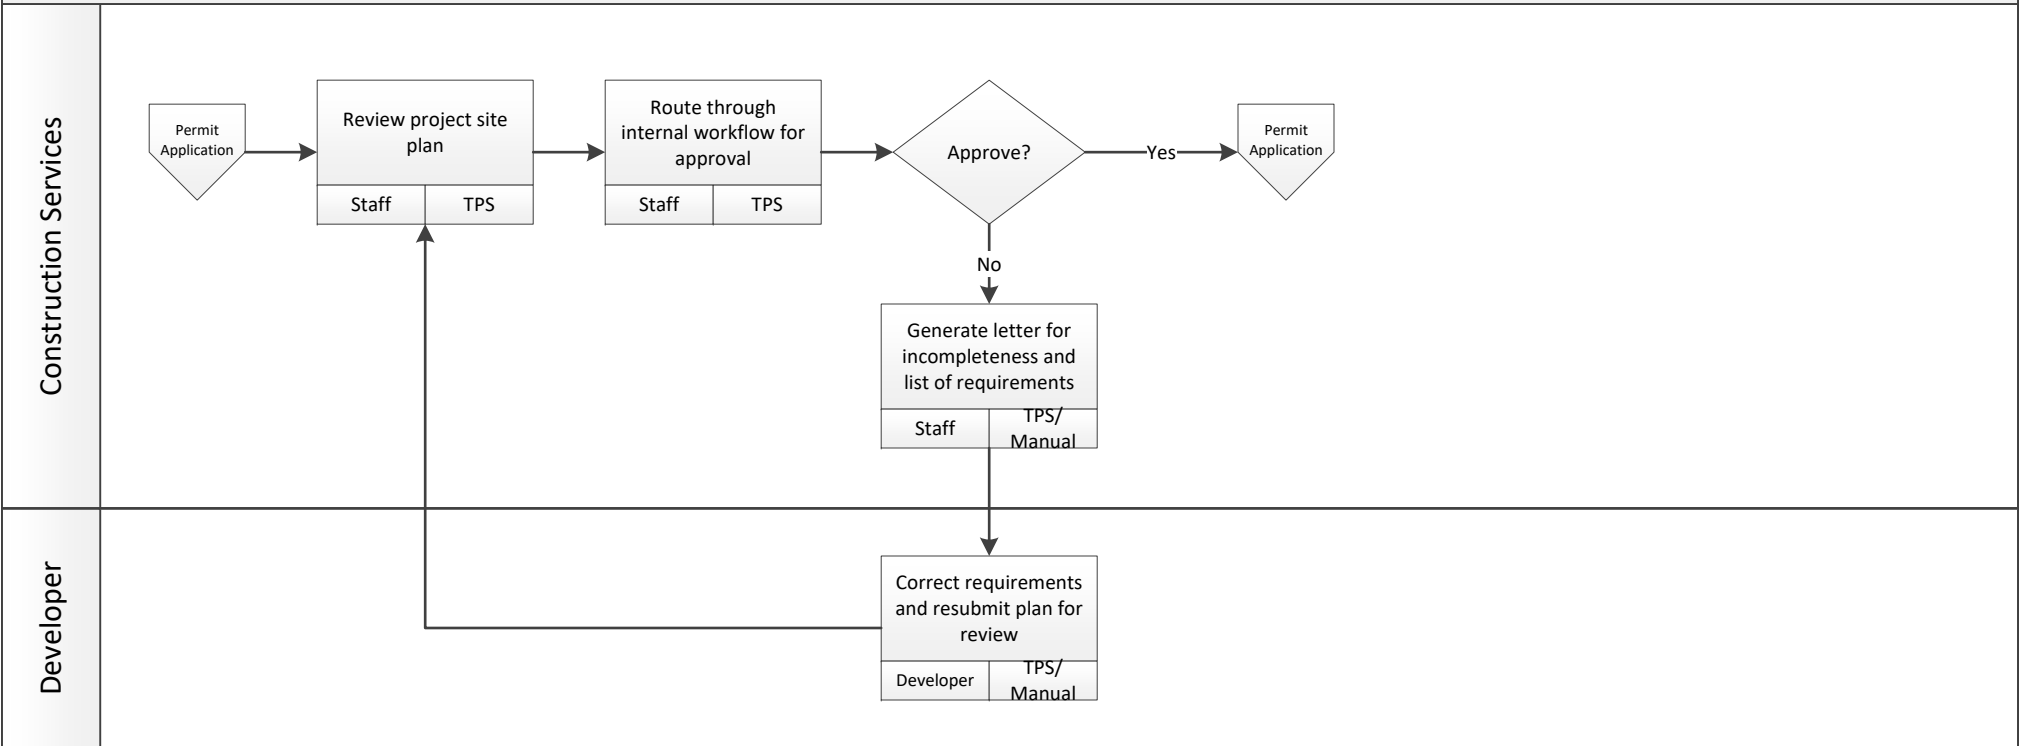 Construction Services
Permit
Application
Review project site
plan
Staff
TPS
Route through
internal workflow for
approval
Staff
TPS
Approve?
Yes
Permit
Application
No
Generate letter for
incompleteness and
list of requirements
Staff
TPS/
Manual
Developer
Correct requirements
and resubmit plan for
review
Developer
TPS/
Manual